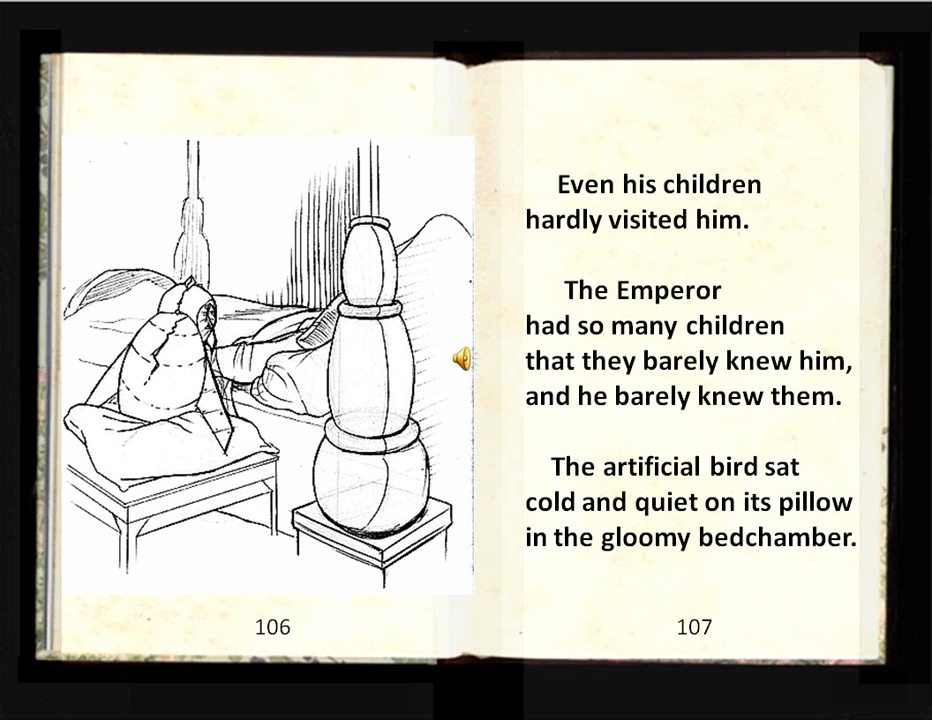 Even his children
hardly visited him.
The Emperor
had so many children
that they barely knew him,
and he barely knew them.
The artificial bird sat
cold and quiet on its pillow
in the gloomy bedchamber.
106
107